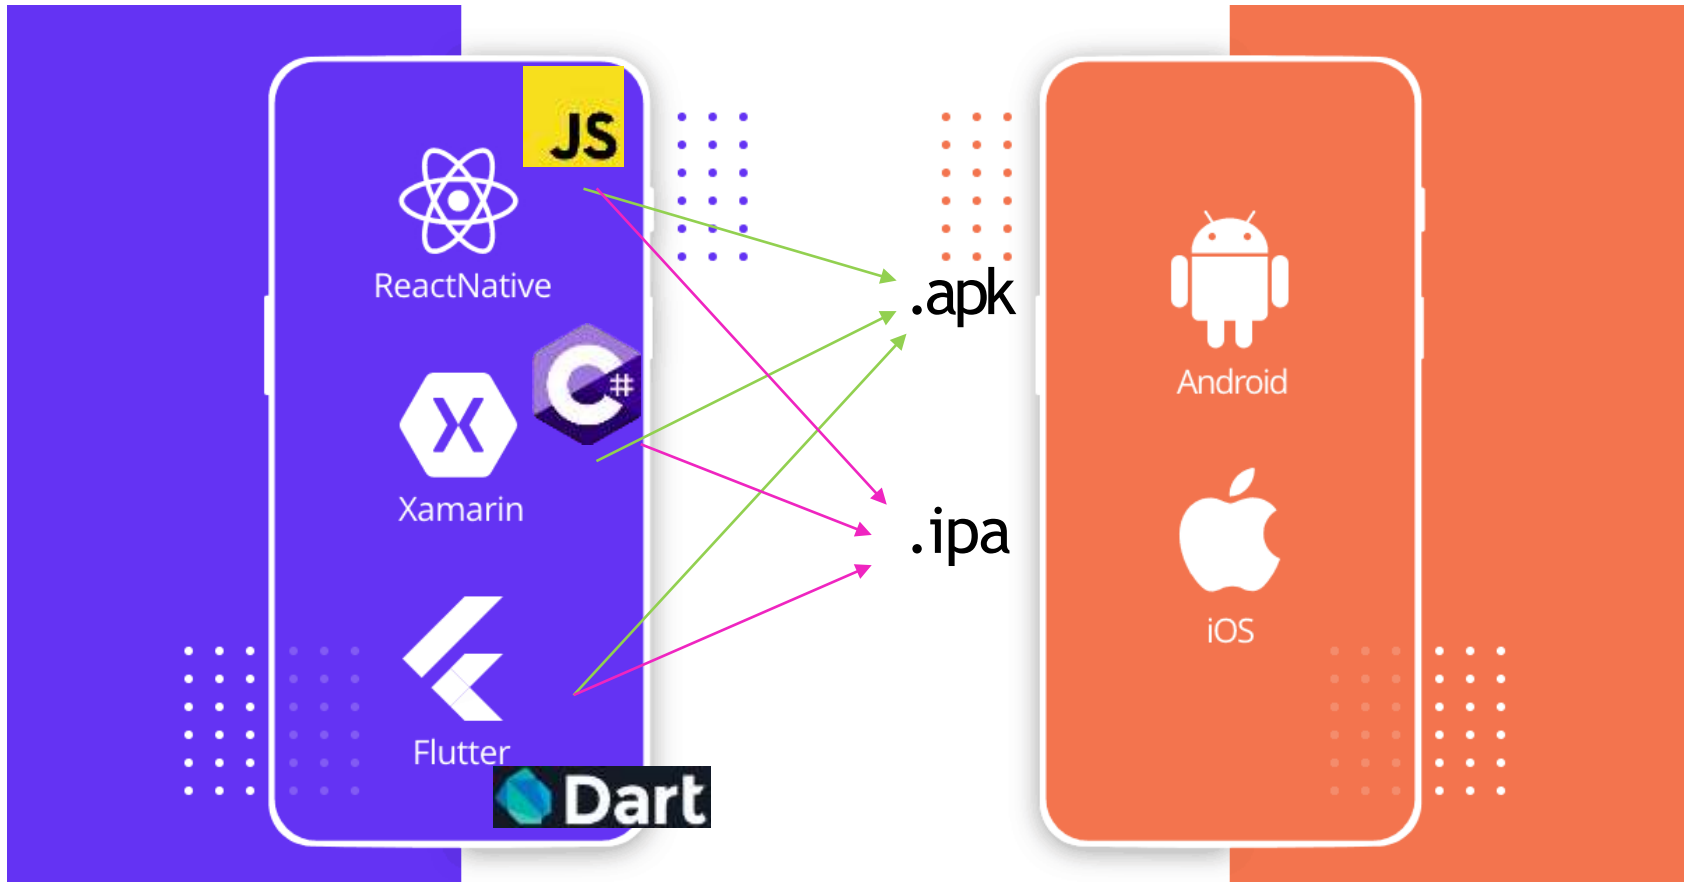 JS
ReactNative
C#
Xamarin
Flutter
Dart
.apk
.ipa
Android
iOS